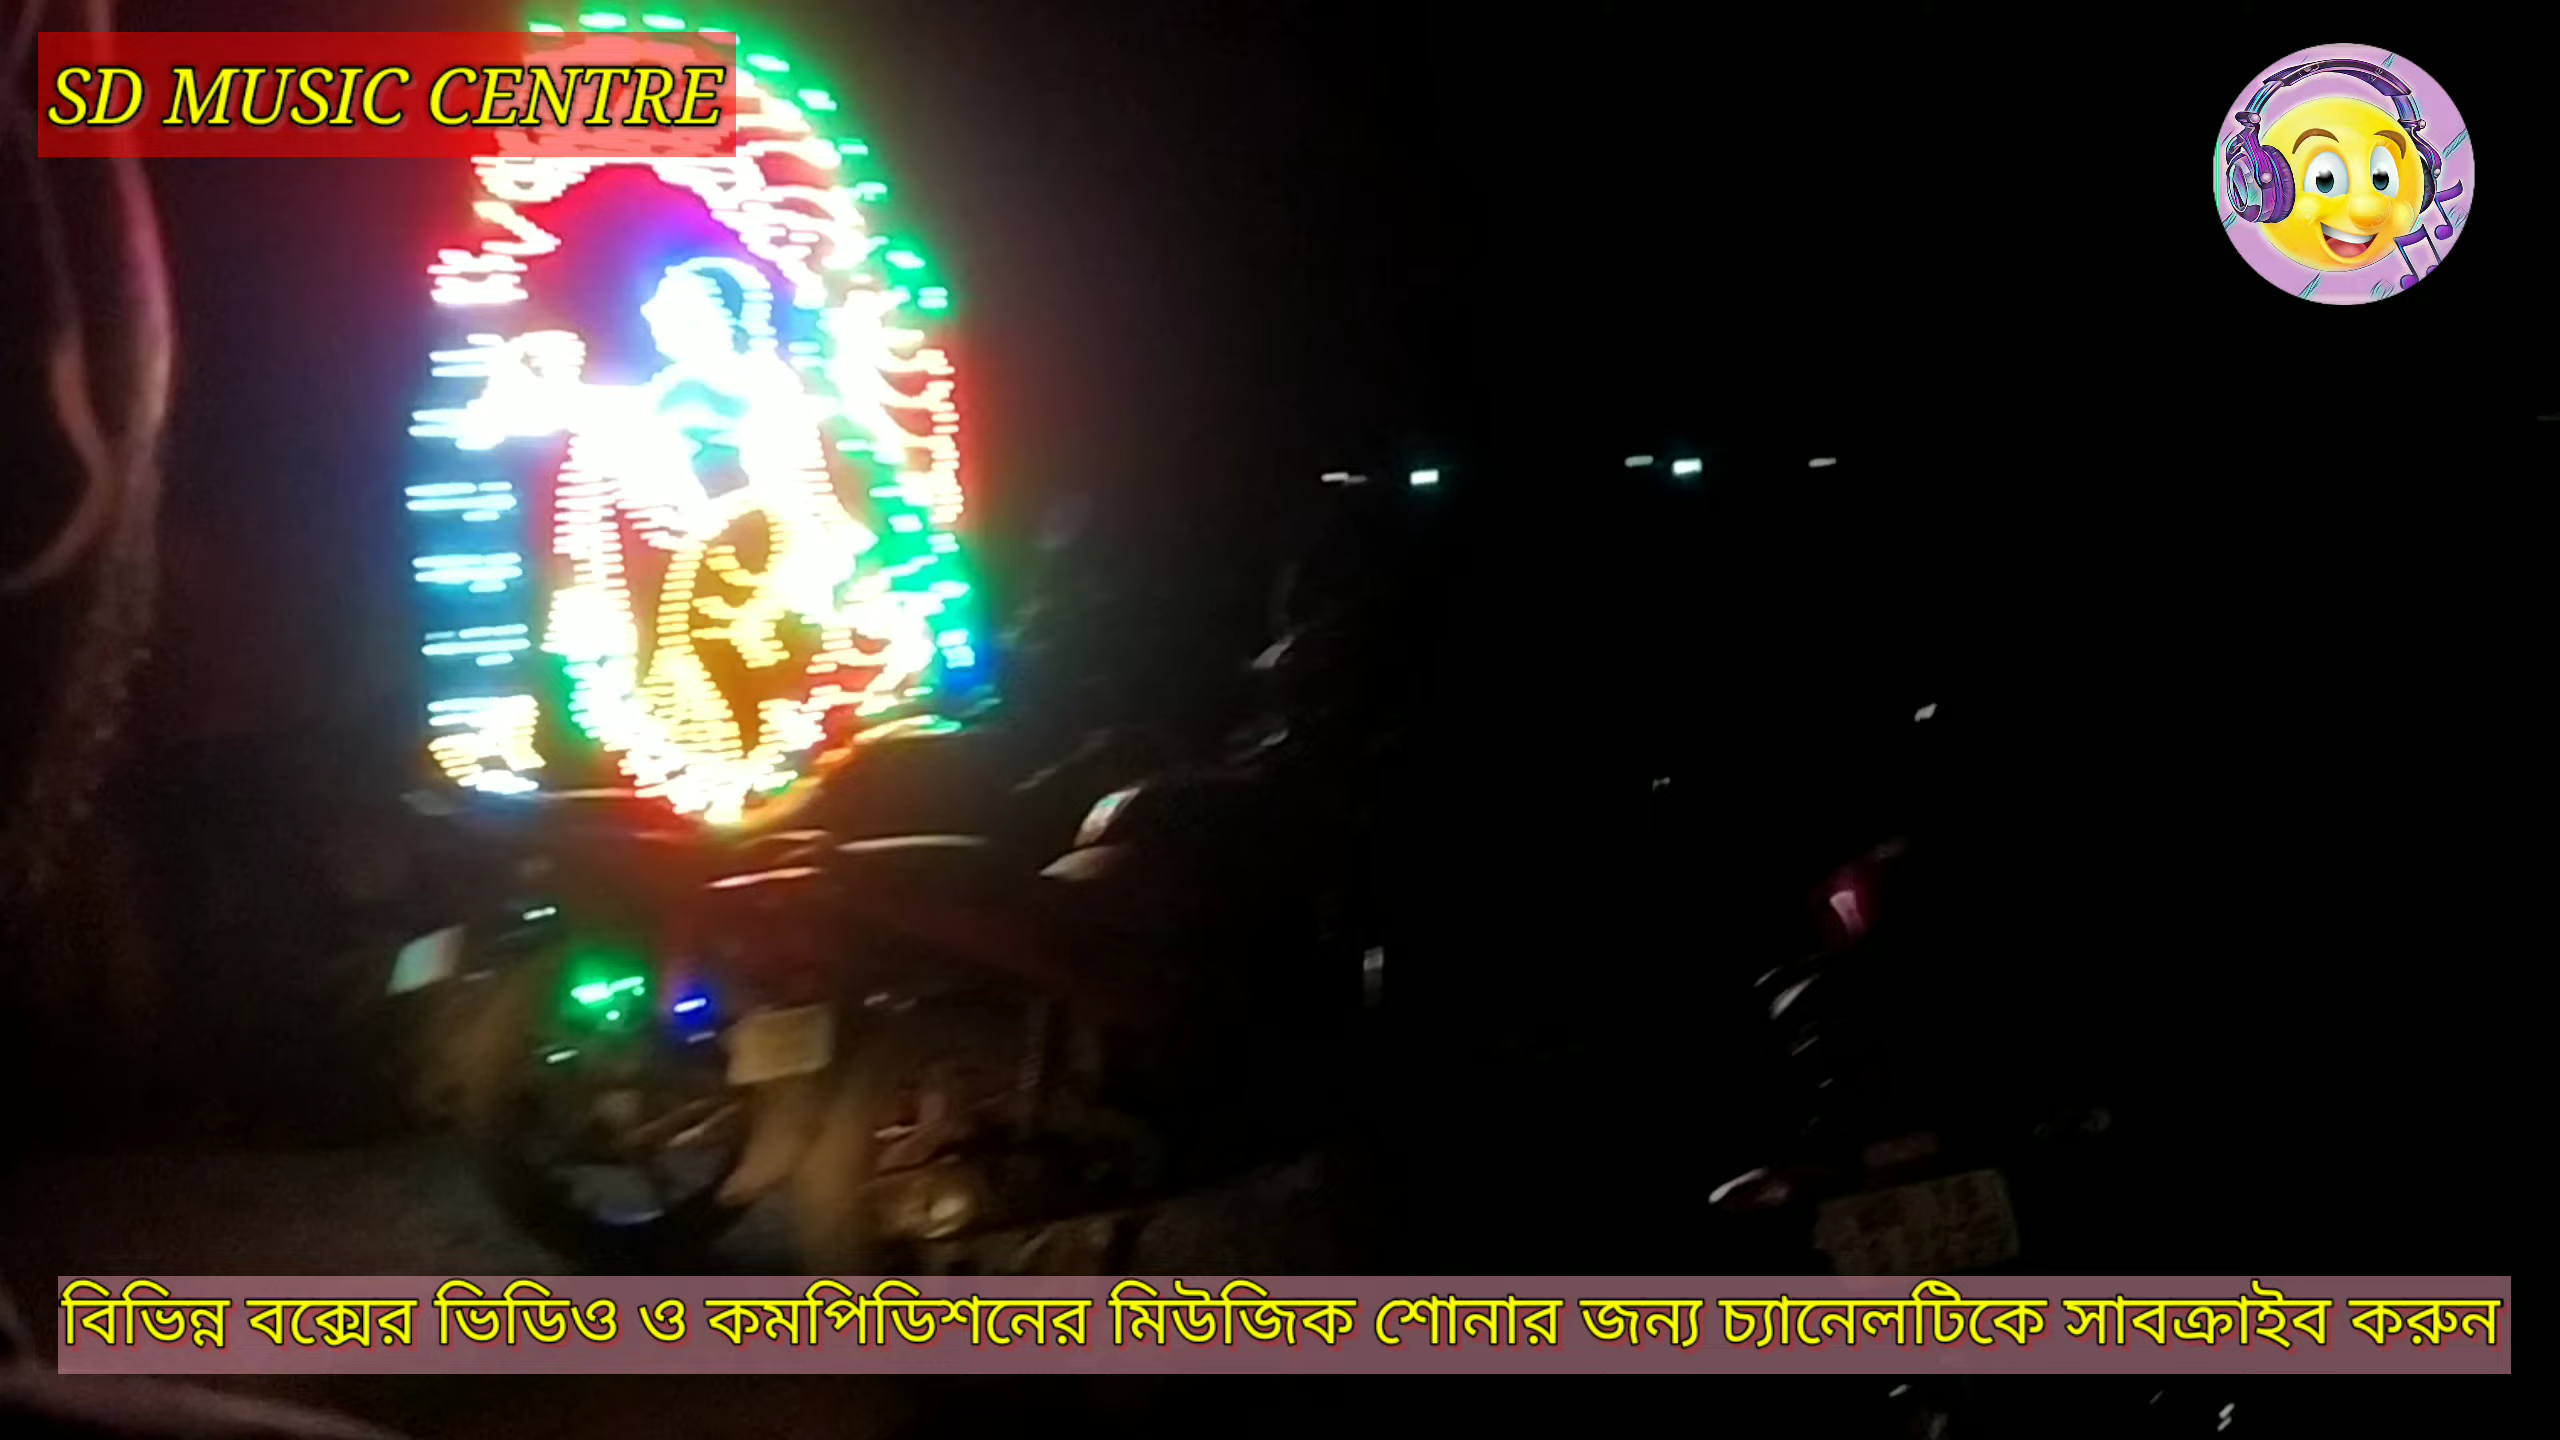 SD MUSIC CENTRE
বিভিন্ন বক্সের ভিডিও ও কমপিডিশনের মিউজিক শোনার জন্য চ্যানেলটিকে সাবক্রাইব করুন